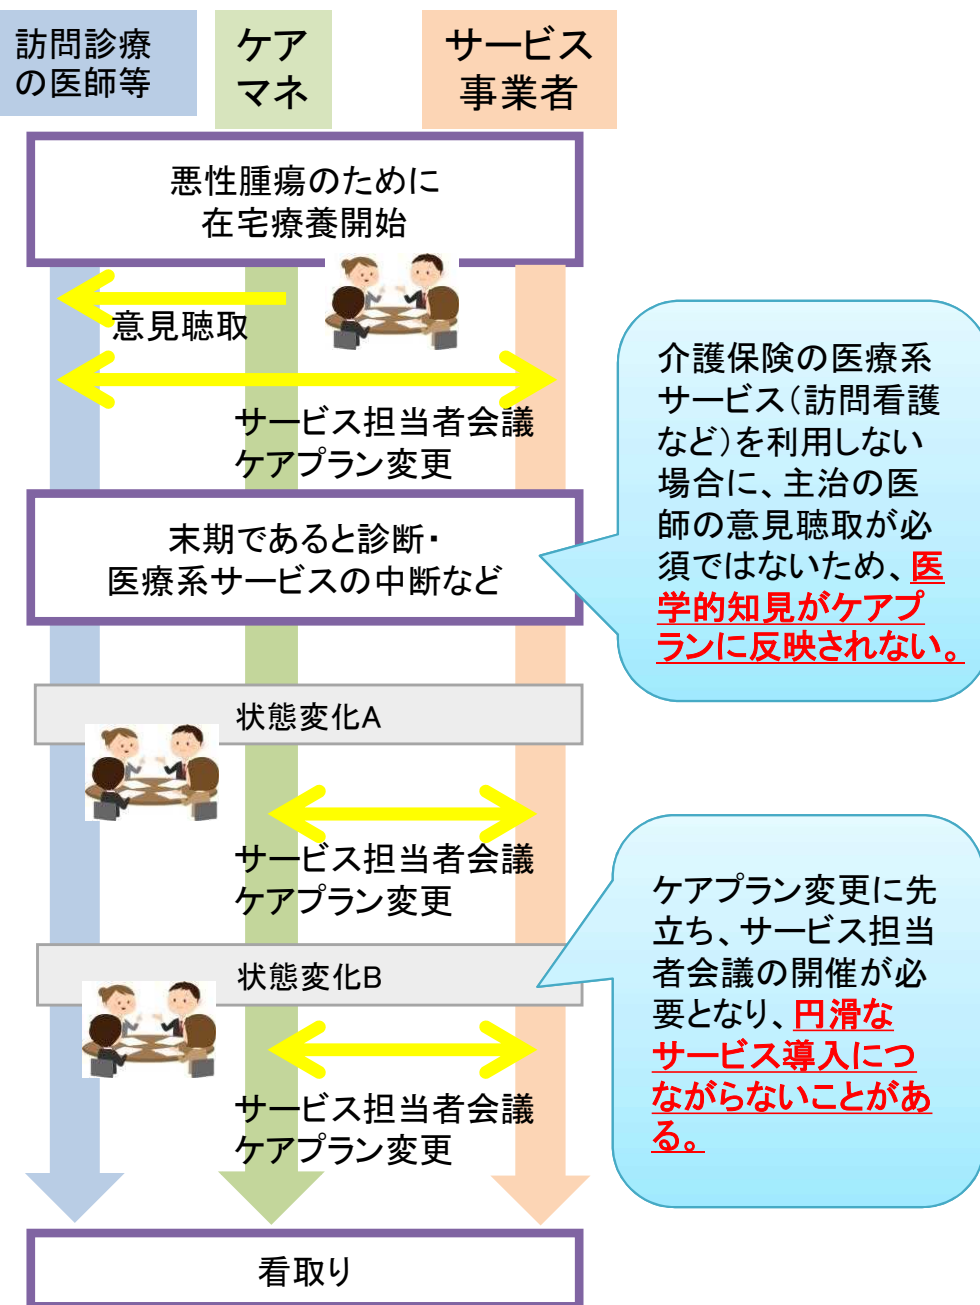 訪問診療
の医師等
ケア
マネ
サービス
事業者
悪性腫瘍のために
在宅療養開始
意見聴取
サービス担当者会議
ケアプラン変更
介護保険の医療系
サービス（訪問看護
など）を利用しない
場合に、主治の医
師の意見聴取が必
須ではないため、医
学的知見がケアプ
ランに反映されない。
末期であると診断・
医療系サービスの中断など
状態変化A
サービス担当者会議
ケアプラン変更
ケアプラン変更に先
立ち、サービス担当
者会議の開催が必
要となり、円滑な
サービス導入につ
ながらないことがあ
る。
状態変化B
サービス担当者会議
ケアプラン変更
看取り